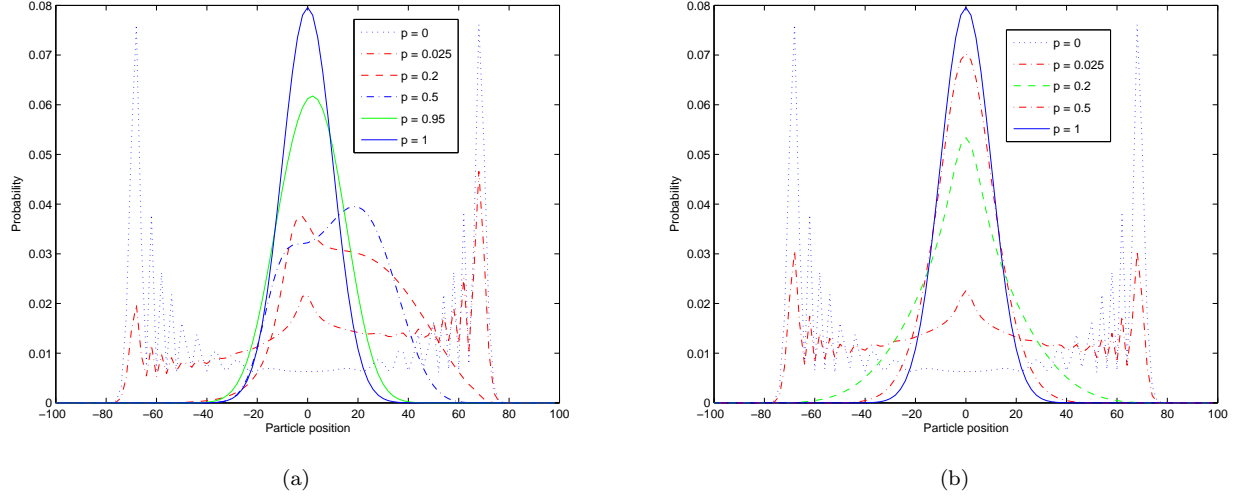 0.08
0.07
0.06
0.05
0.04
0.03
0.02
0.01
0
Probability
p = 0
p = 0.025
p = 0.2
p = 0.5
p = 0.95
p = 1
−100 −80 −60 −40 −20 0 20 40 60 80 100
Particle position
(a)
0.08
0.07
0.06
0.05
0.04
0.03
0.02
0.01
0
Probability
p = 0
p = 0.025
p = 0.2
p = 0.5
p = 1
−100 −80 −60 −40 −20 0 20 40 60 80 100
Particle position
(b)